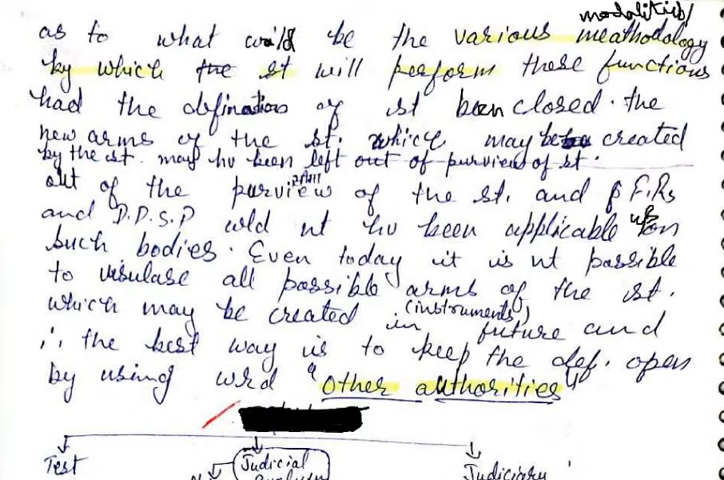 modalities/
as to what would be the various meathodology
by which the st will perform these functions
had the defination of st been closed. the
new arms of the st. which may be created
by the st. may hv been left out of purview of st.
out of the purview of the st. and FRs
and D.P.S.P wld nt hv been applicable upon
such bodies. Even today it is nt possible
to visulase all possible arms of the st.
which may be created (instruments) in future and
∴ the best way is to keep the def. open
by using wrd "other authorities"
Test Judicial Judiciary